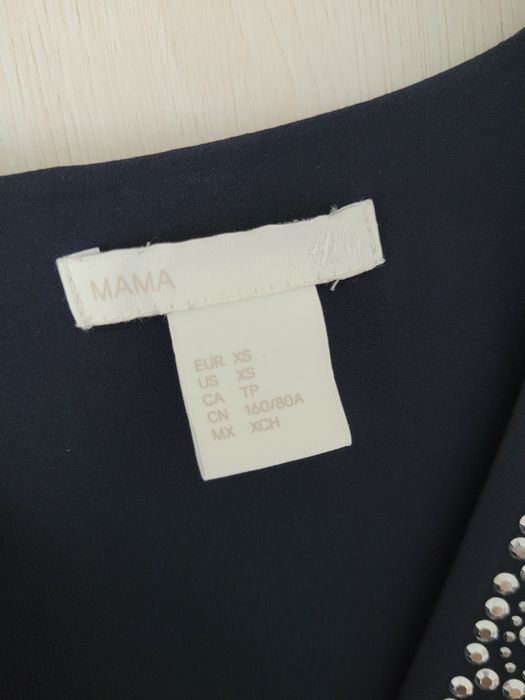 MAMA H&M
EUR XS
US XS
CA TP
CN 160/80A
MX XCH